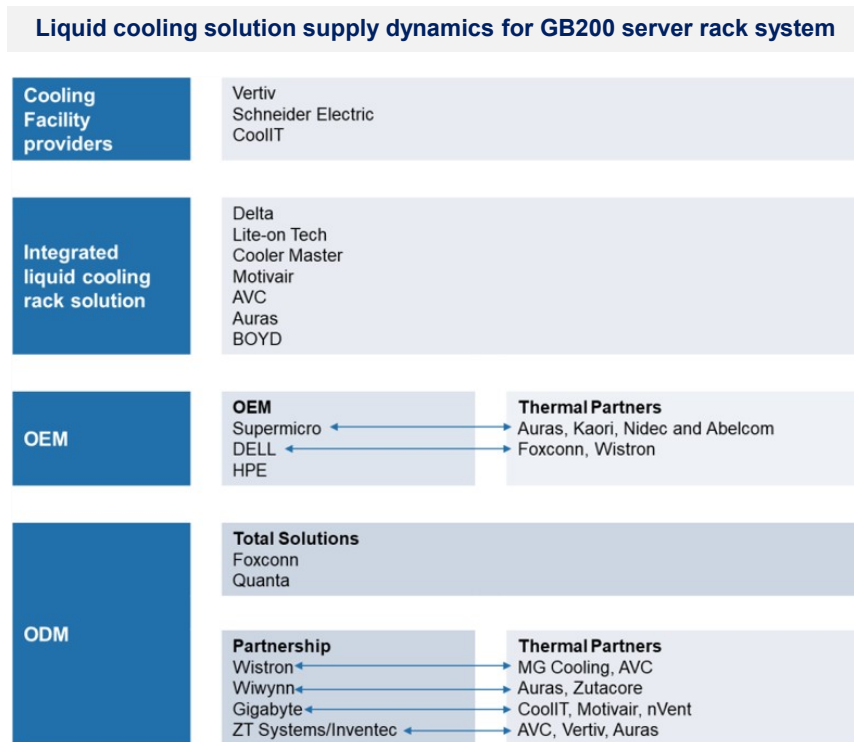 Liquid cooling solution supply dynamics for GB200 server rack system
Cooling
Facility
providers
Vertiv
Schneider Electric
CoolIT
Integrated
liquid cooling
rack solution
Delta
Lite-on Tech
Cooler Master
Motivair
AVC
Auras
BOYD
OEM
OEM
Supermicro
DELL
HPE
Thermal Partners
Auras, Kaori, Nidec and Abelcom
Foxconn, Wistron
ODM
Total Solutions
Foxconn
Quanta
Partnership
Wistron
Wiwynn
Gigabyte
ZT Systems/Inventec
Thermal Partners
MG Cooling, AVC
Auras, Zutacore
CoolIT, Motivair, nVent
AVC, Vertiv, Auras